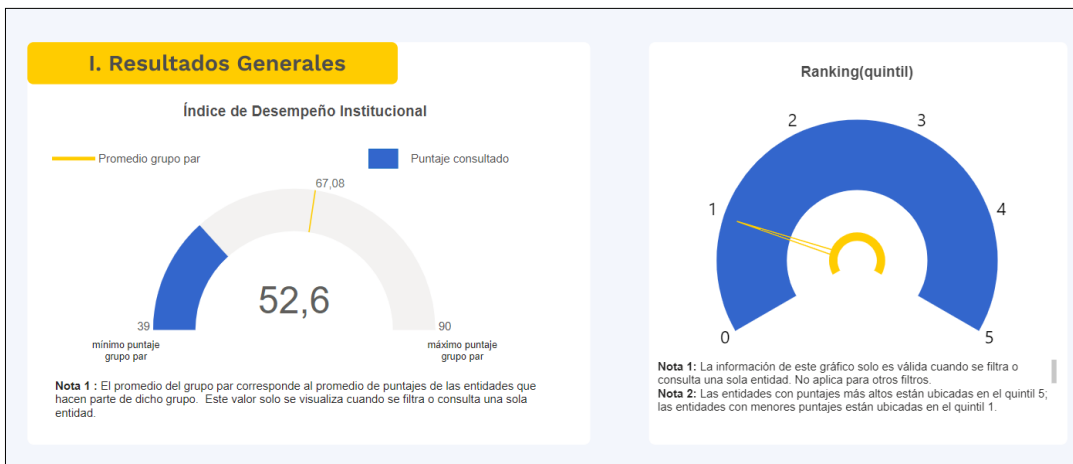 I. Resultados Generales
Índice de Desempeño Institucional
Promedio grupo par
Puntaje consultado
67,08
52,6
39
90
mínimo puntaje
grupo par
máximo puntaje
grupo par
Nota 1 : El promedio del grupo par corresponde al promedio de puntajes de las entidades que
hacen parte de dicho grupo. Este valor solo se visualiza cuando se filtra o consulta una sola
entidad.
Ranking(quintil)
2
3
1
4
0
5
Nota 1: La información de este gráfico solo es válida cuando se filtra o
consulta una sola entidad. No aplica para otros filtros.
Nota 2: Las entidades con puntajes más altos están ubicadas en el quintil 5;
las entidades con menores puntajes están ubicadas en el quintil 1.